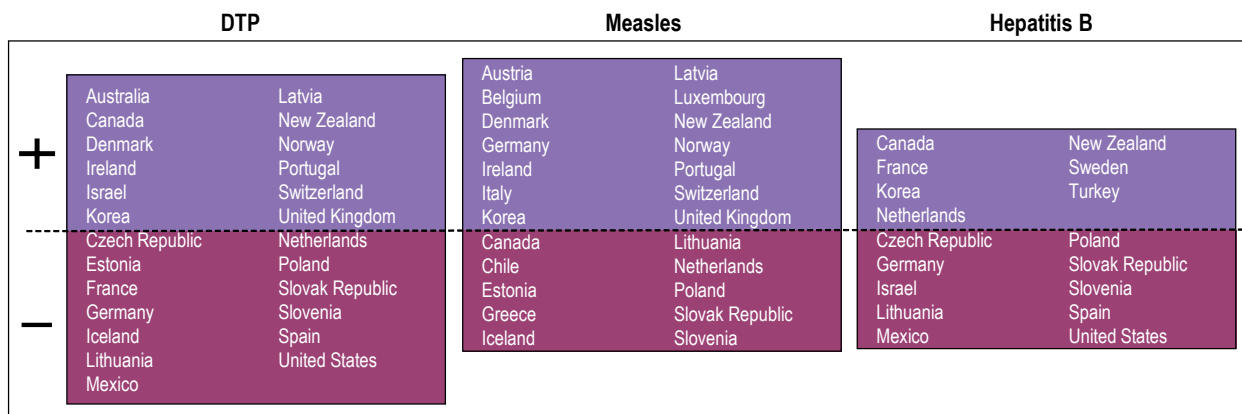 DTP Measles Hepatitis B
+
Australia Latvia
Canada New Zealand
Denmark Norway
Ireland Portugal
Israel Switzerland
Korea United Kingdom
Austria Latvia
Belgium Luxembourg
Denmark New Zealand
Germany Norway
Ireland Portugal
Italy Switzerland
Korea United Kingdom
Canada New Zealand
France Sweden
Korea Turkey
Netherlands
–
Czech Republic Netherlands
Estonia Poland
France Slovak Republic
Germany Slovenia
Iceland Spain
Lithuania United States
Mexico
Canada Lithuania
Chile Netherlands
Estonia Poland
Greece Slovak Republic
Iceland Slovenia
Czech Republic Poland
Germany Slovak Republic
Israel Slovenia
Lithuania Spain
Mexico United States